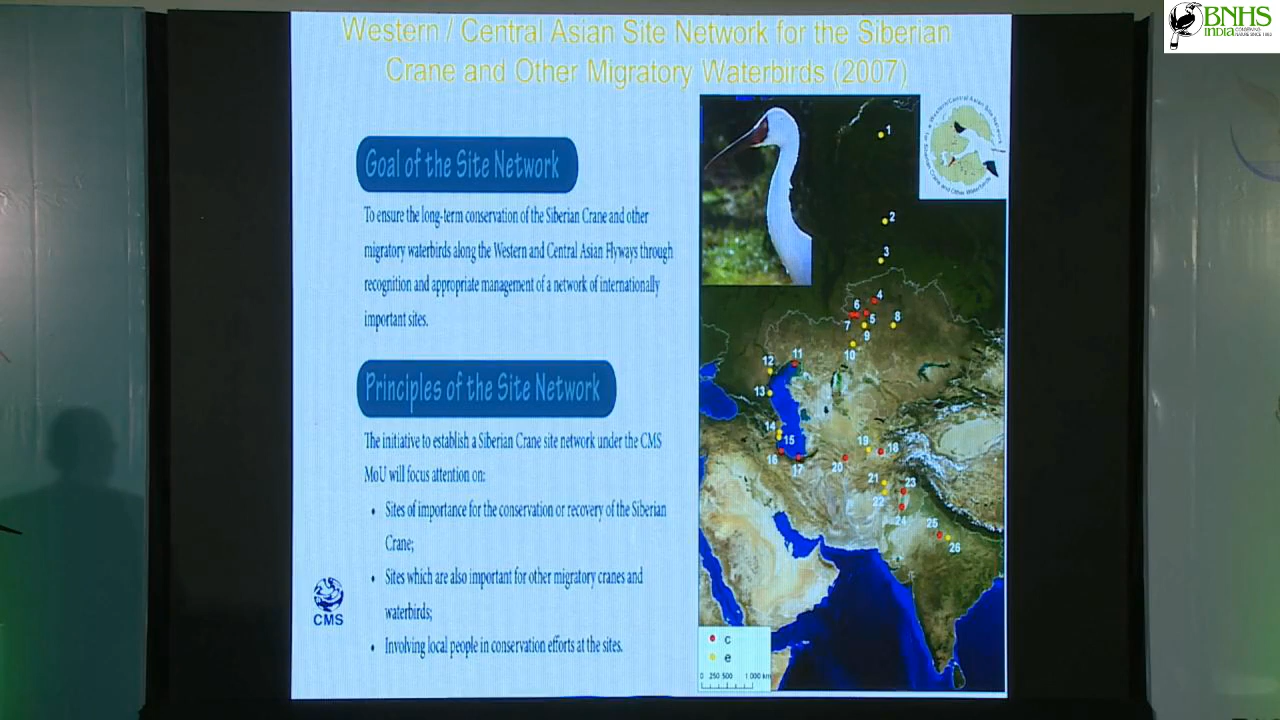 BNHS
India
Western / Central Asian Site Network for the Siberian
Crane and Other Migratory Waterbirds (2007)
Goal of the Site Network
To ensure the long-term conservation of the Siberian Crane and other
migratory waterbirds along the Western and Central Asian Flyways through
recognition and appropriate management of a network of internationally
important sites.
Principles of the Site Network
The initiative to establish a Siberian Crane site network under the CMS
MoU will focus attention on:
• Sites of importance for the conservation or recovery of the Siberian
Crane;
• Sites which are also important for other migratory cranes and
waterbirds;
• Involving local people in conservation efforts at the sites.
CMS
1
2
3
4
5
6
7
8
9
10
11
12
13
14
15
16
17
18
19
20
21
22
23
24
25
26
c
e
0 250 500 1 000 km